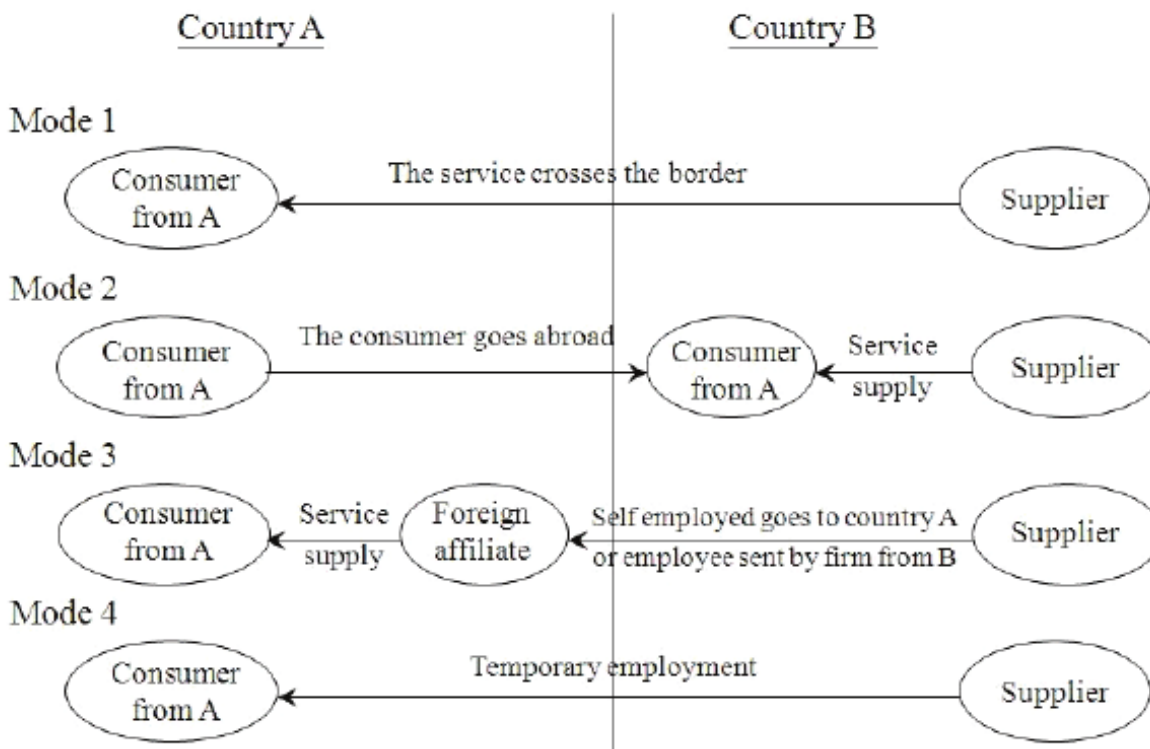 Country A
Country B
Mode 1
Consumer
from A
The service crosses the border
Supplier
Mode 2
Consumer
from A
The consumer goes abroad
Consumer
from A
Service
supply
Supplier
Mode 3
Consumer
from A
Service
supply
Foreign
affiliate
Self employed goes to country A
or employee sent by firm from B
Supplier
Mode 4
Consumer
from A
Temporary employment
Supplier